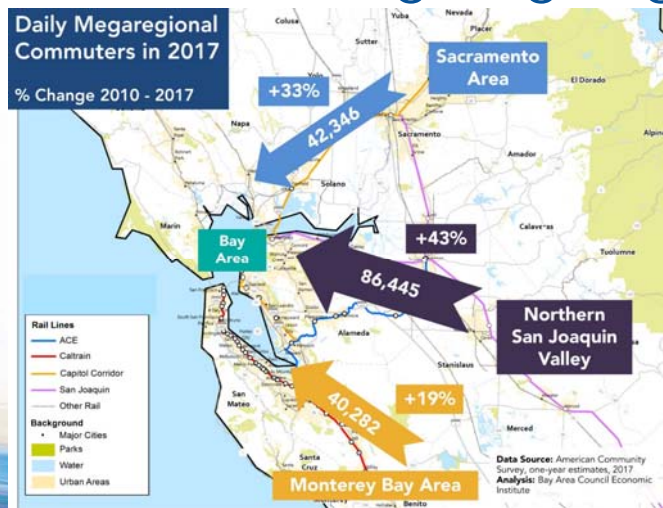 Daily Megaregional
Commuters in 2017
% Change 2010 - 2017
Colusa
Yuba
Nevada
Placer
Sutter
Sacramento
Area
El Dorado
+33%
42,346
Napa
Sacramento
Amador
Alpin
Solano
Marin
Calaveras
Tuolumne
Bay
Area
+43%
86,445
Northern
San Joaquin
Valley
Alameda
Stanislaus
San
Mateo
40,282
+19%
Merced
Santa
Cruz
Monterey Bay Area
Benito
Rail Lines
ACE
Caltrain
Capitol Corridor
San Joaquin
Other Rail
Background
Major Cities
Parks
Water
Urban Areas
Data Source: American Community
Survey, one-year estimates, 2017
Analysis: Bay Area Council Economic
Institute